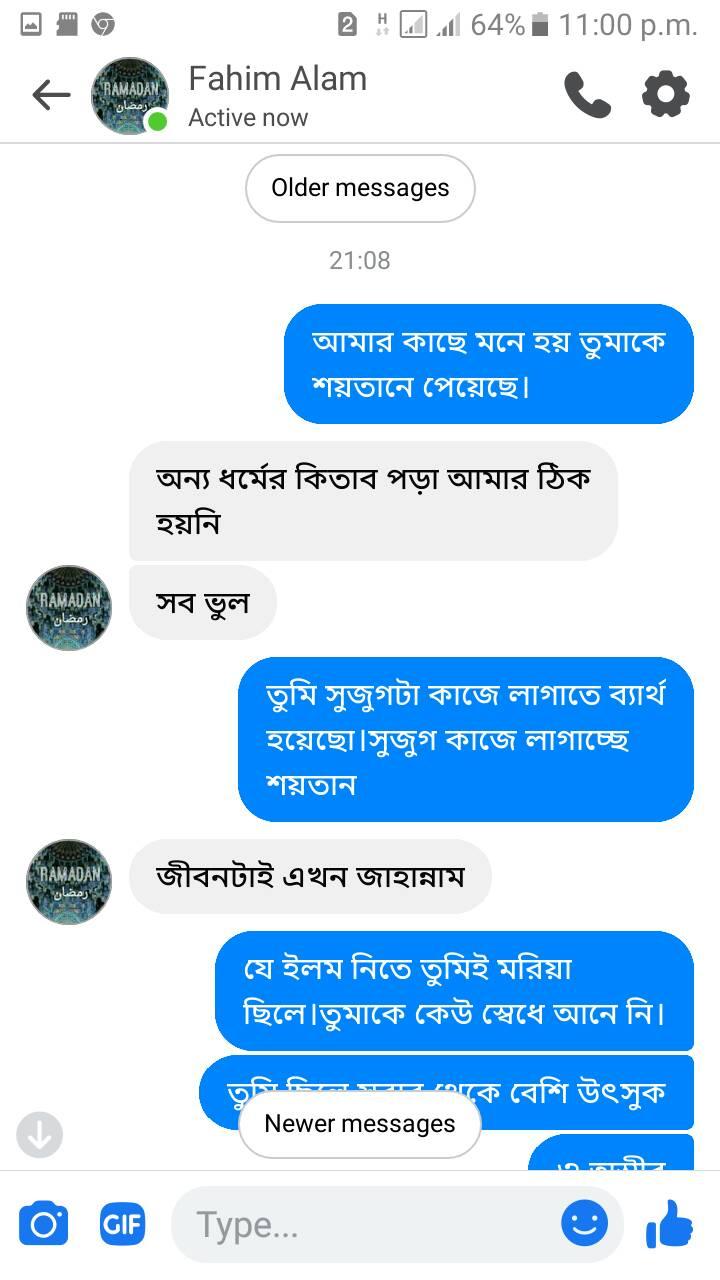 2 H 64% 11:00 p.m.
RAMADAN
رمضان
Fahim Alam
Active now
Older messages
21:08
আমার কাছে মনে হয় তুমাকে
শয়তানে পেয়েছে।
অন্য ধর্মের কিতাব পড়া আমার ঠিক
হয়নি
RAMADAN
رمضان
সব ভুল
তুমি সুজুগটা কাজে লাগাতে ব্যার্থ
হয়েছো।সুজুগ কাজে লাগাচ্ছে
শয়তান
RAMADAN
رمضان
জীবনটাই এখন জাহান্নাম
যে ইলম নিতে তুমিই মরিয়া
ছিলে।তুমাকে কেউ স্বেধে আনে নি।
তুমি ছিলে সবার থেকে বেশি উৎসুক
Newer messages
GIF
Type...